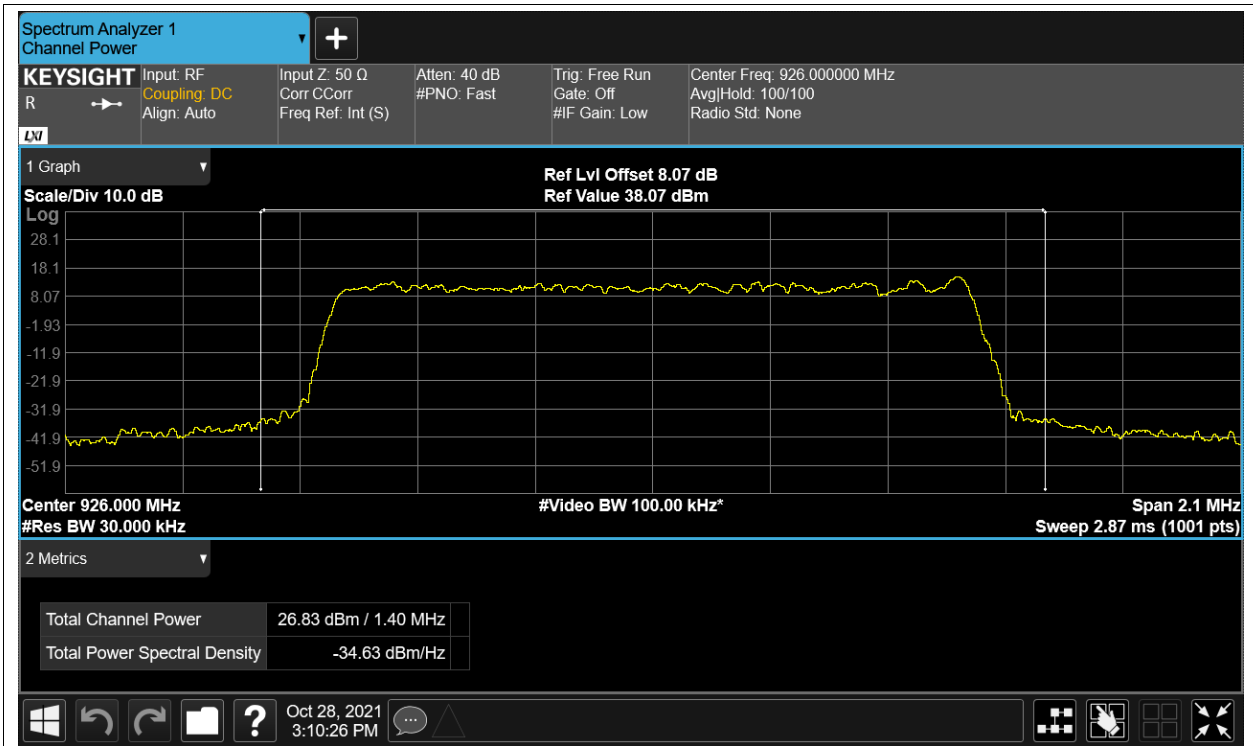 Spectrum Analyzer 1
Channel Power
KEYSIGHT
R
LXI
Input: RF
Coupling: DC
Align: Auto
Input Z: 50 Ω
Corr CCorr
Freq Ref: Int (S)
Atten: 40 dB
#PNO: Fast
Trig: Free Run
Gate: Off
#IF Gain: Low
Center Freq: 926.000000 MHz
Avg|Hold: 100/100
Radio Std: None
1 Graph
Scale/Div 10.0 dB
Ref Lvl Offset 8.07 dB
Ref Value 38.07 dBm
Log
28.1
18.1
8.07
-1.93
-11.9
-21.9
-31.9
-41.9
-51.9
Center 926.000 MHz
#Res BW 30.000 kHz
#Video BW 100.00 kHz*
Span 2.1 MHz
Sweep 2.87 ms (1001 pts)
2 Metrics
Total Channel Power 26.83 dBm / 1.40 MHz
Total Power Spectral Density -34.63 dBm/Hz
?
Oct 28, 2021
3:10:26 PM